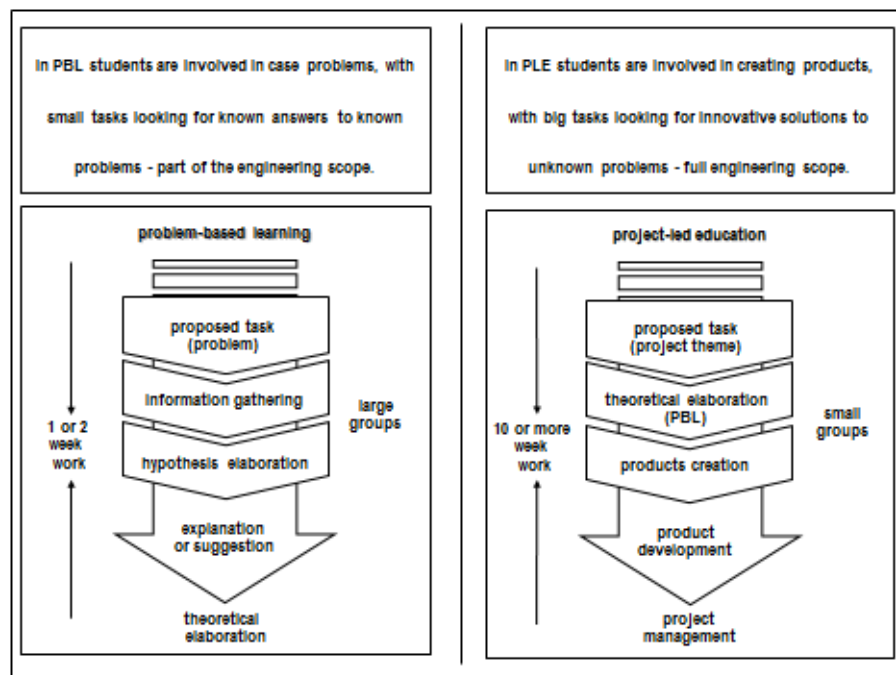 In PBL students are involved in case problems, with
small tasks looking for known answers to known
problems - part of the engineering scope.
problem-based learning
proposed task
(problem)
information gathering
hypothesis elaboration
explanation
or suggestion
theoretical
elaboration
1 or 2
week
work
large
groups
In PLE students are involved in creating products,
with big tasks looking for innovative solutions to
unknown problems - full engineering scope.
project-led education
proposed task
(project theme)
theoretical elaboration
(PBL)
products creation
product
development
project
management
10 or more
week
work
small
groups